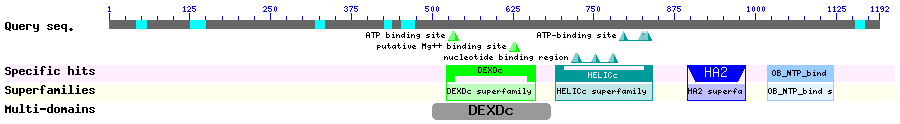 1 125 250 375 500 625 750 875 1000 1125 1192
Query seq.
ATP binding site ATP-binding site
putative Mg++ binding site
nucleotide binding region
Specific hits DEXDc HELICc HA2 OB_NTP_bind
Superfamilies DEXDc superfamily HELICc superfamily HA2 superfa OB_NTP_bind s
Multi-domains DEXDc